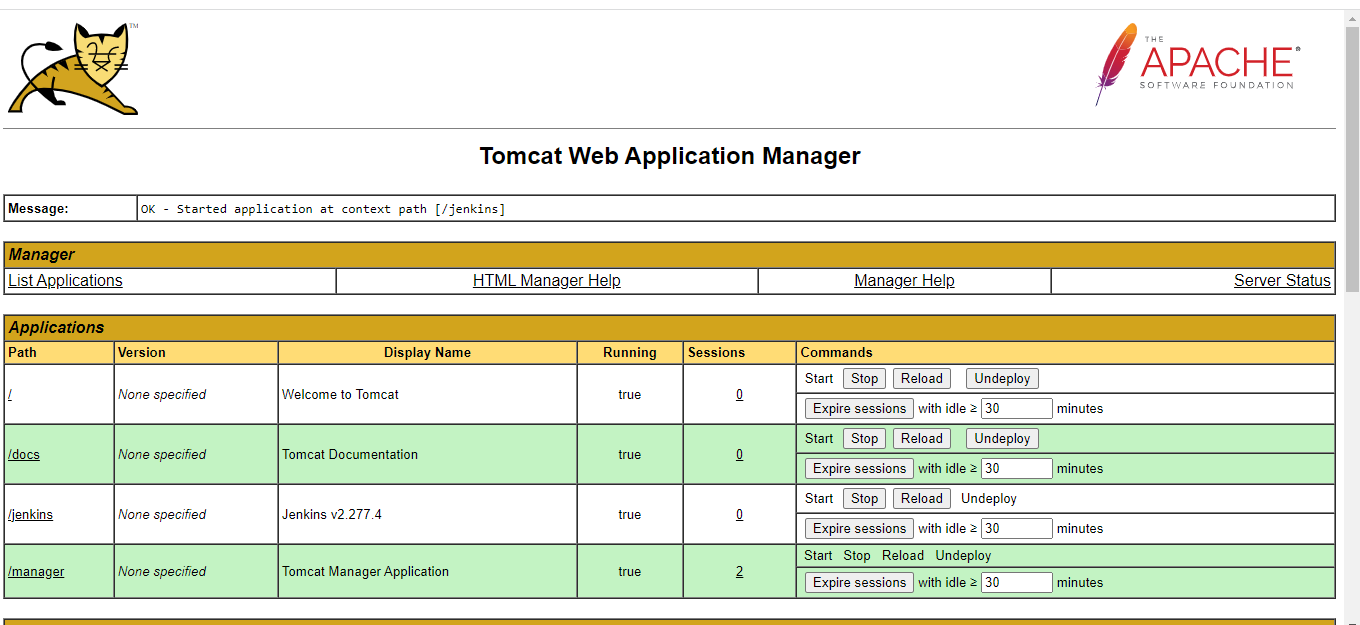 TM
THE
APACHE®
SOFTWARE FOUNDATION
Tomcat Web Application Manager
Message: OK - Started application at context path [/jenkins]
Manager
List Applications HTML Manager Help Manager Help Server Status
Applications
Path Version Display Name Running Sessions Commands
/ None specified Welcome to Tomcat true 0 Start Stop Reload Undeploy
Expire sessions with idle ≥ 30 minutes
/docs None specified Tomcat Documentation true 0 Start Stop Reload Undeploy
Expire sessions with idle ≥ 30 minutes
/jenkins None specified Jenkins v2.277.4 true 0 Start Stop Reload Undeploy
Expire sessions with idle ≥ 30 minutes
/manager None specified Tomcat Manager Application true 2 Start Stop Reload Undeploy
Expire sessions with idle ≥ 30 minutes